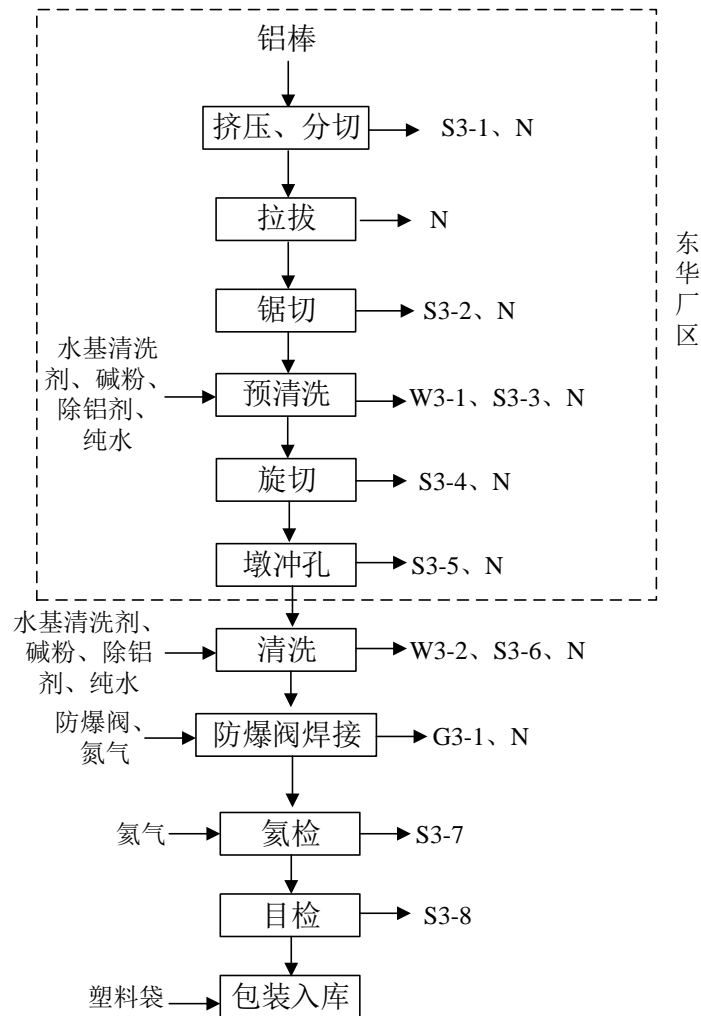 铝棒
挤压、分切
S3-1、N
拉拔
N
东
华
厂
区
锯切
S3-2、N
水基清洗
剂、碱粉、
除铝剂、
纯水
预清洗
W3-1、S3-3、N
旋切
S3-4、N
墩冲孔
S3-5、N
水基清洗剂、
碱粉、除铝
剂、纯水
清洗
W3-2、S3-6、N
防爆阀、
氮气
防爆阀焊接
G3-1、N
氦气
氦检
S3-7
目检
S3-8
塑料袋
包装入库